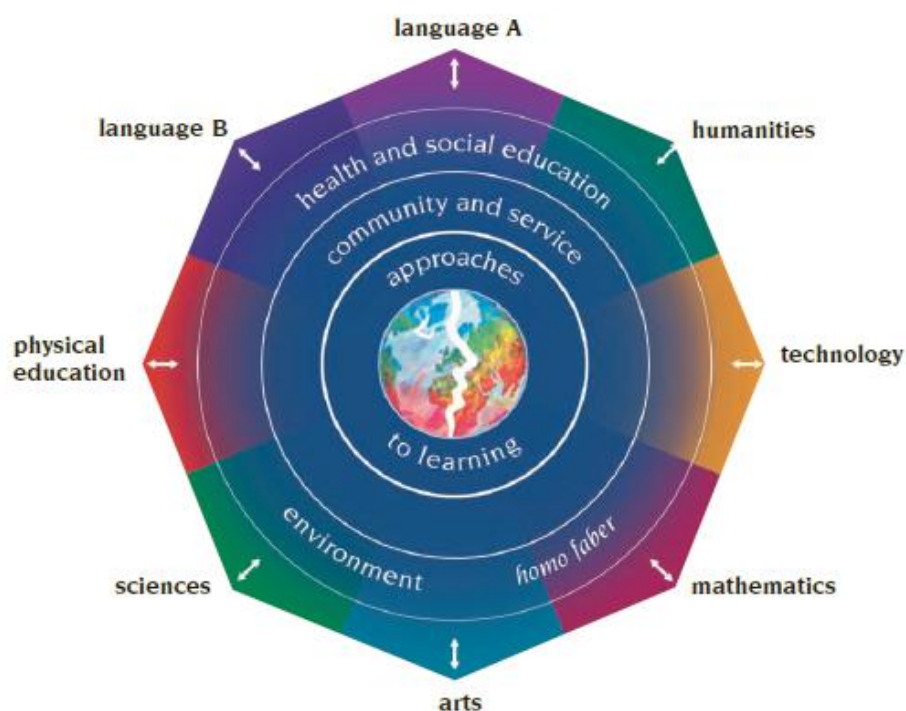 language A
language B
humanities
health and social education
community and service
approaches
physical
education
technology
to learning
environment
homo faber
sciences
mathematics
arts